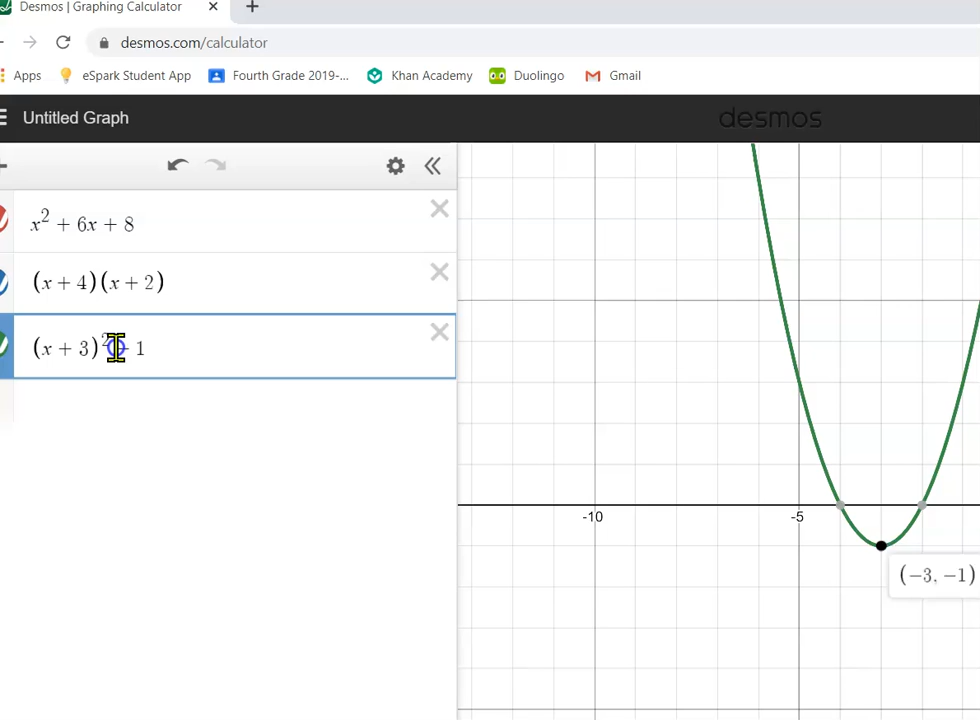 Desmos | Graphing Calculator
desmos.com/calculator
Apps eSpark Student App Fourth Grade 2019-... Khan Academy Duolingo Gmail
Untitled Graph
desmos
x² + 6x + 8
(x + 4)(x + 2)
(x + 3)² - 1
-10
-5
(−3, −1)